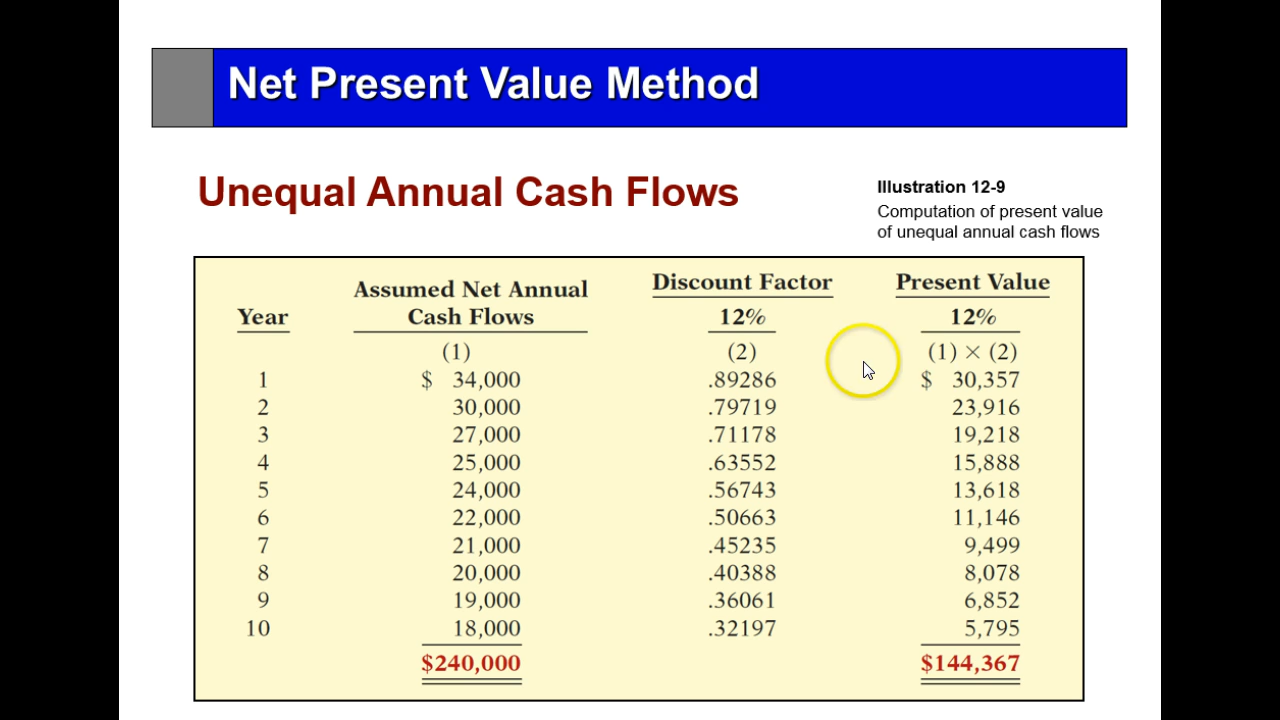 Net Present Value Method
Unequal Annual Cash Flows
Illustration 12-9
Computation of present value
of unequal annual cash flows
Year Assumed Net Annual Cash Flows Discount Factor 12% Present Value 12%
(1) (2) (1) × (2)
1 $ 34,000 .89286 $ 30,357
2 30,000 .79719 23,916
3 27,000 .71178 19,218
4 25,000 .63552 15,888
5 24,000 .56743 13,618
6 22,000 .50663 11,146
7 21,000 .45235 9,499
8 20,000 .40388 8,078
9 19,000 .36061 6,852
10 18,000 .32197 5,795
$240,000 $144,367